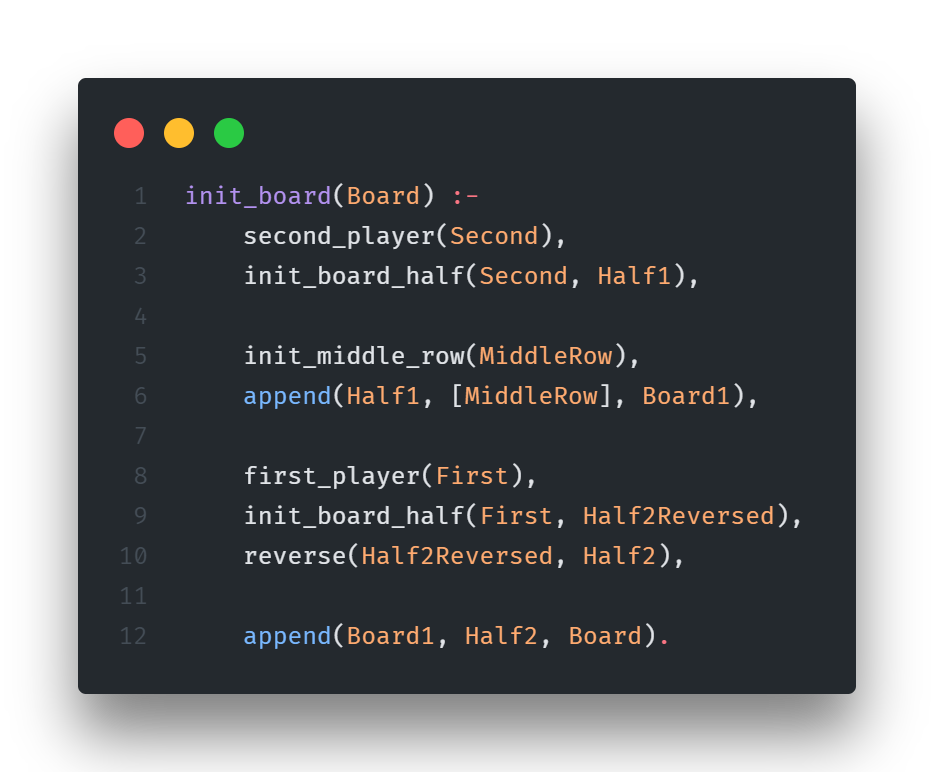 1 init_board(Board) :-
2     second_player(Second),
3     init_board_half(Second, Half1),
4
5     init_middle_row(MiddleRow),
6     append(Half1, [MiddleRow], Board1),
7
8     first_player(First),
9     init_board_half(First, Half2Reversed),
10     reverse(Half2Reversed, Half2),
11
12     append(Board1, Half2, Board).